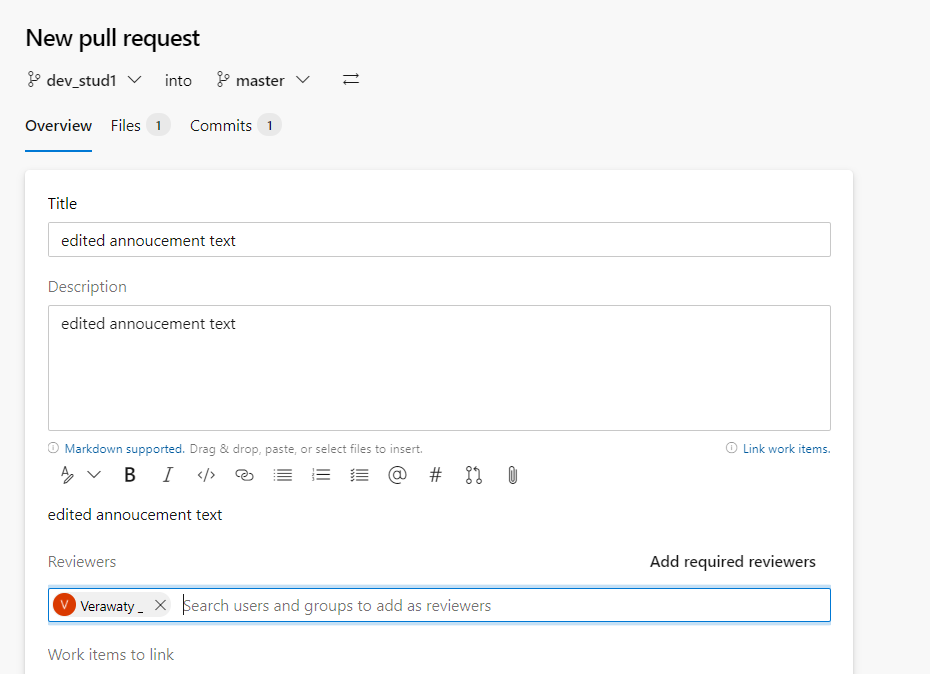 New pull request
dev_stud1 into master
Overview Files 1 Commits 1
Title
edited annoucement text
Description
edited annoucement text
Markdown supported. Drag & drop, paste, or select files to insert. Link work items.
B I </> @ #
edited annoucement text
Reviewers Add required reviewers
V Verawaty _ Search users and groups to add as reviewers
Work items to link